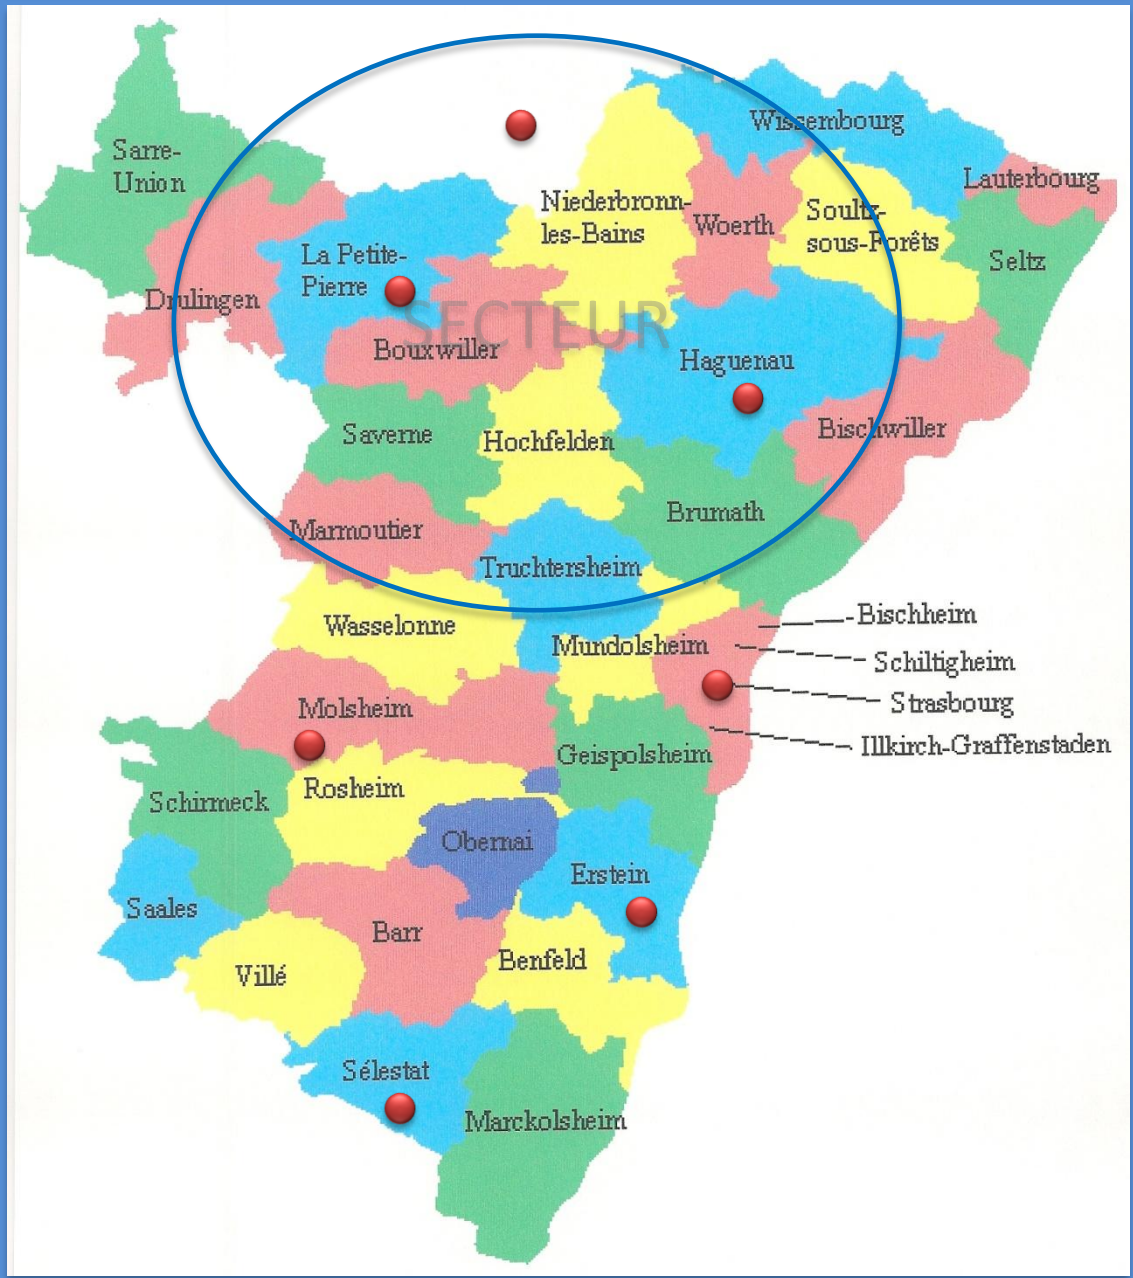 Wissembourg
Sarre-
Union
Lauterbourg
Niederbronn-
les-Bains
Woerth
Soultz-
sous-Forêts
La Petite-
Pierre
Seltz
Drulingen
SECTEUR
Bouxwiller
Haguenau
Saverne
Hochfelden
Bischwiller
Brumath
Marmoutier
Truchtersheim
Wasselonne
Bischheim
Mundolsheim
Schiltigheim
Strasbourg
Molsheim
Geispolsheim
Illkirch-Graffenstaden
Rosheim
Schirmeck
Obernai
Erstein
Saales
Barr
Benfeld
Villé
Sélestat
Marckolsheim